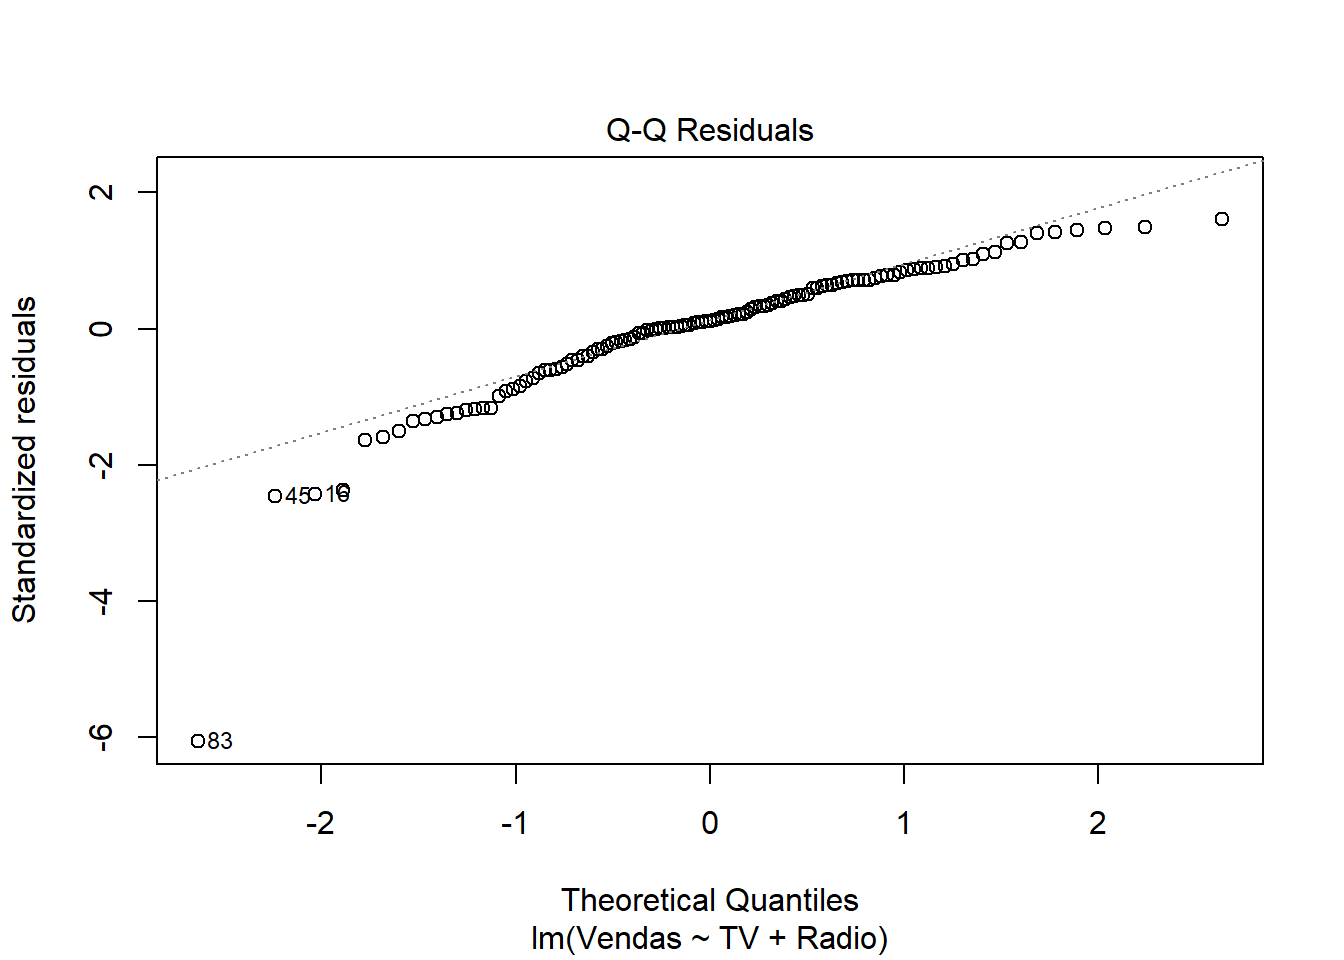 Q-Q Residuals
Standardized residuals
2
0
-2
-4
-6
45
16
83
-2 -1 0 1 2
Theoretical Quantiles
lm(Vendas ~ TV + Radio)